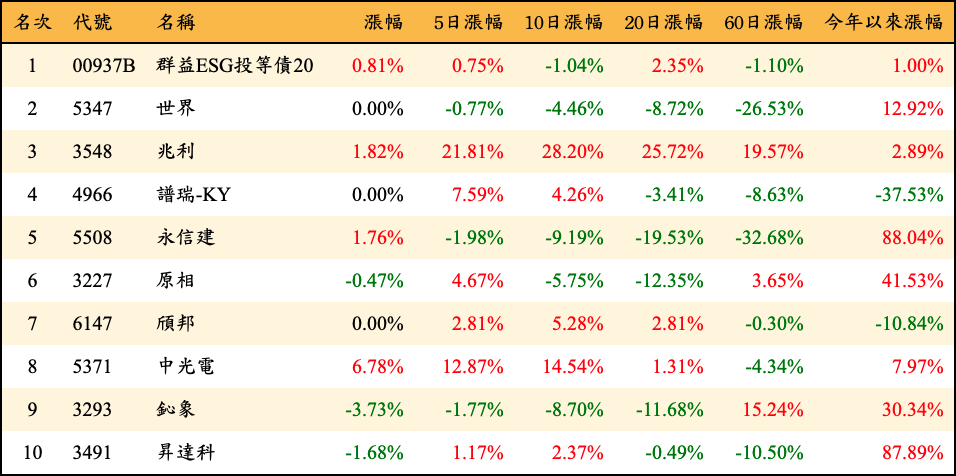 名次 代號 名稱 漲幅 5日漲幅 10日漲幅 20日漲幅 60日漲幅 今年以來漲幅
1 00937B 群益ESG投等債20 0.81% 0.75% -1.04% 2.35% -1.10% 1.00%
2 5347 世界 0.00% -0.77% -4.46% -8.72% -26.53% 12.92%
3 3548 兆利 1.82% 21.81% 28.20% 25.72% 19.57% 2.89%
4 4966 譜瑞-KY 0.00% 7.59% 4.26% -3.41% -8.63% -37.53%
5 5508 永信建 1.76% -1.98% -9.19% -19.53% -32.68% 88.04%
6 3227 原相 -0.47% 4.67% -5.75% -12.35% 3.65% 41.53%
7 6147 頎邦 0.00% 2.81% 5.28% 2.81% -0.30% -10.84%
8 5371 中光電 6.78% 12.87% 14.54% 1.31% -4.34% 7.97%
9 3293 鈊象 -3.73% -1.77% -8.70% -11.68% 15.24% 30.34%
10 3491 昇達科 -1.68% 1.17% 2.37% -0.49% -10.50% 87.89%